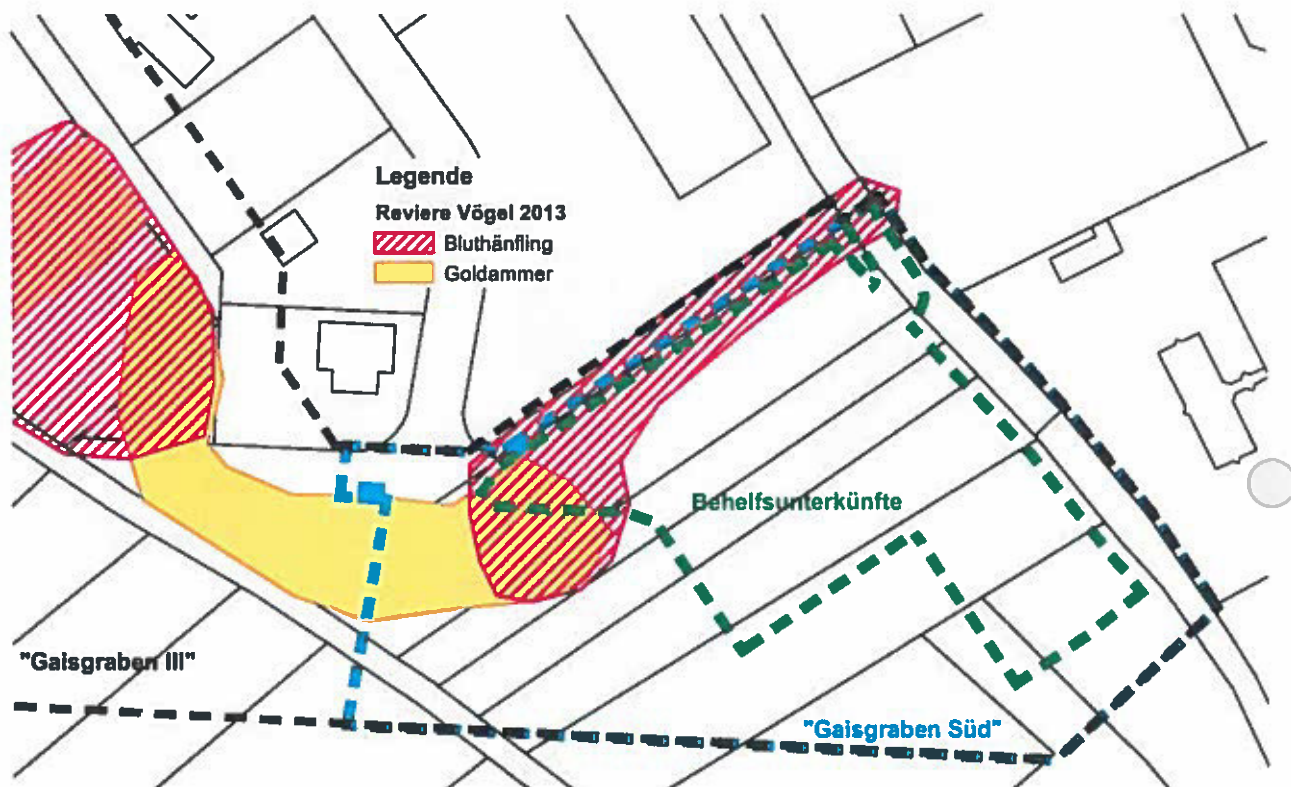 Legende
Reviere Vögel 2013
Bluthänfling
Goldammer
Behelfsunterkünfte
"Gaisgraben III"
"Gaisgraben Süd"